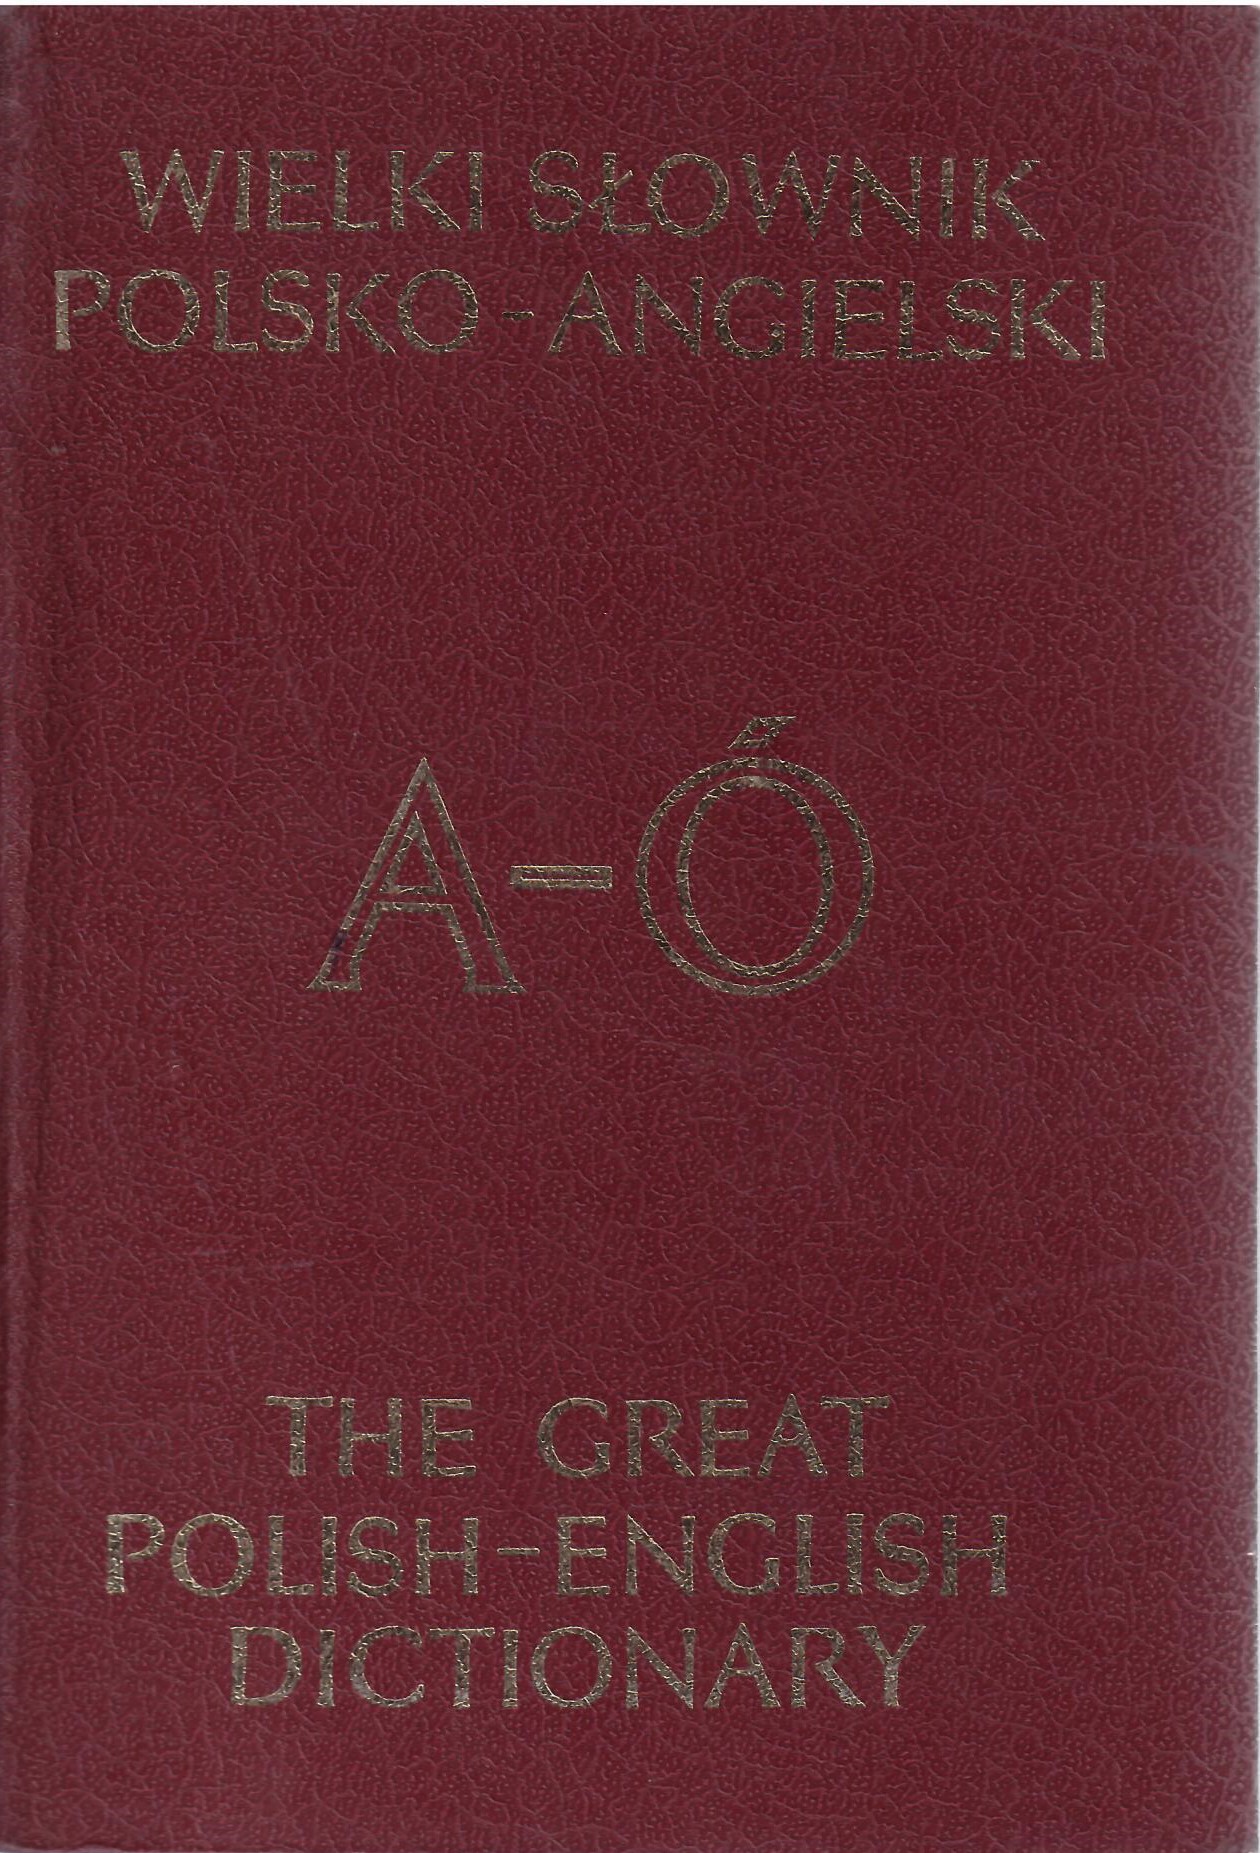 WIELKI SŁOWNIK
POLSKO-ANGIELSKI
A-Ó
THE GREAT
POLISH-ENGLISH
DICTIONARY